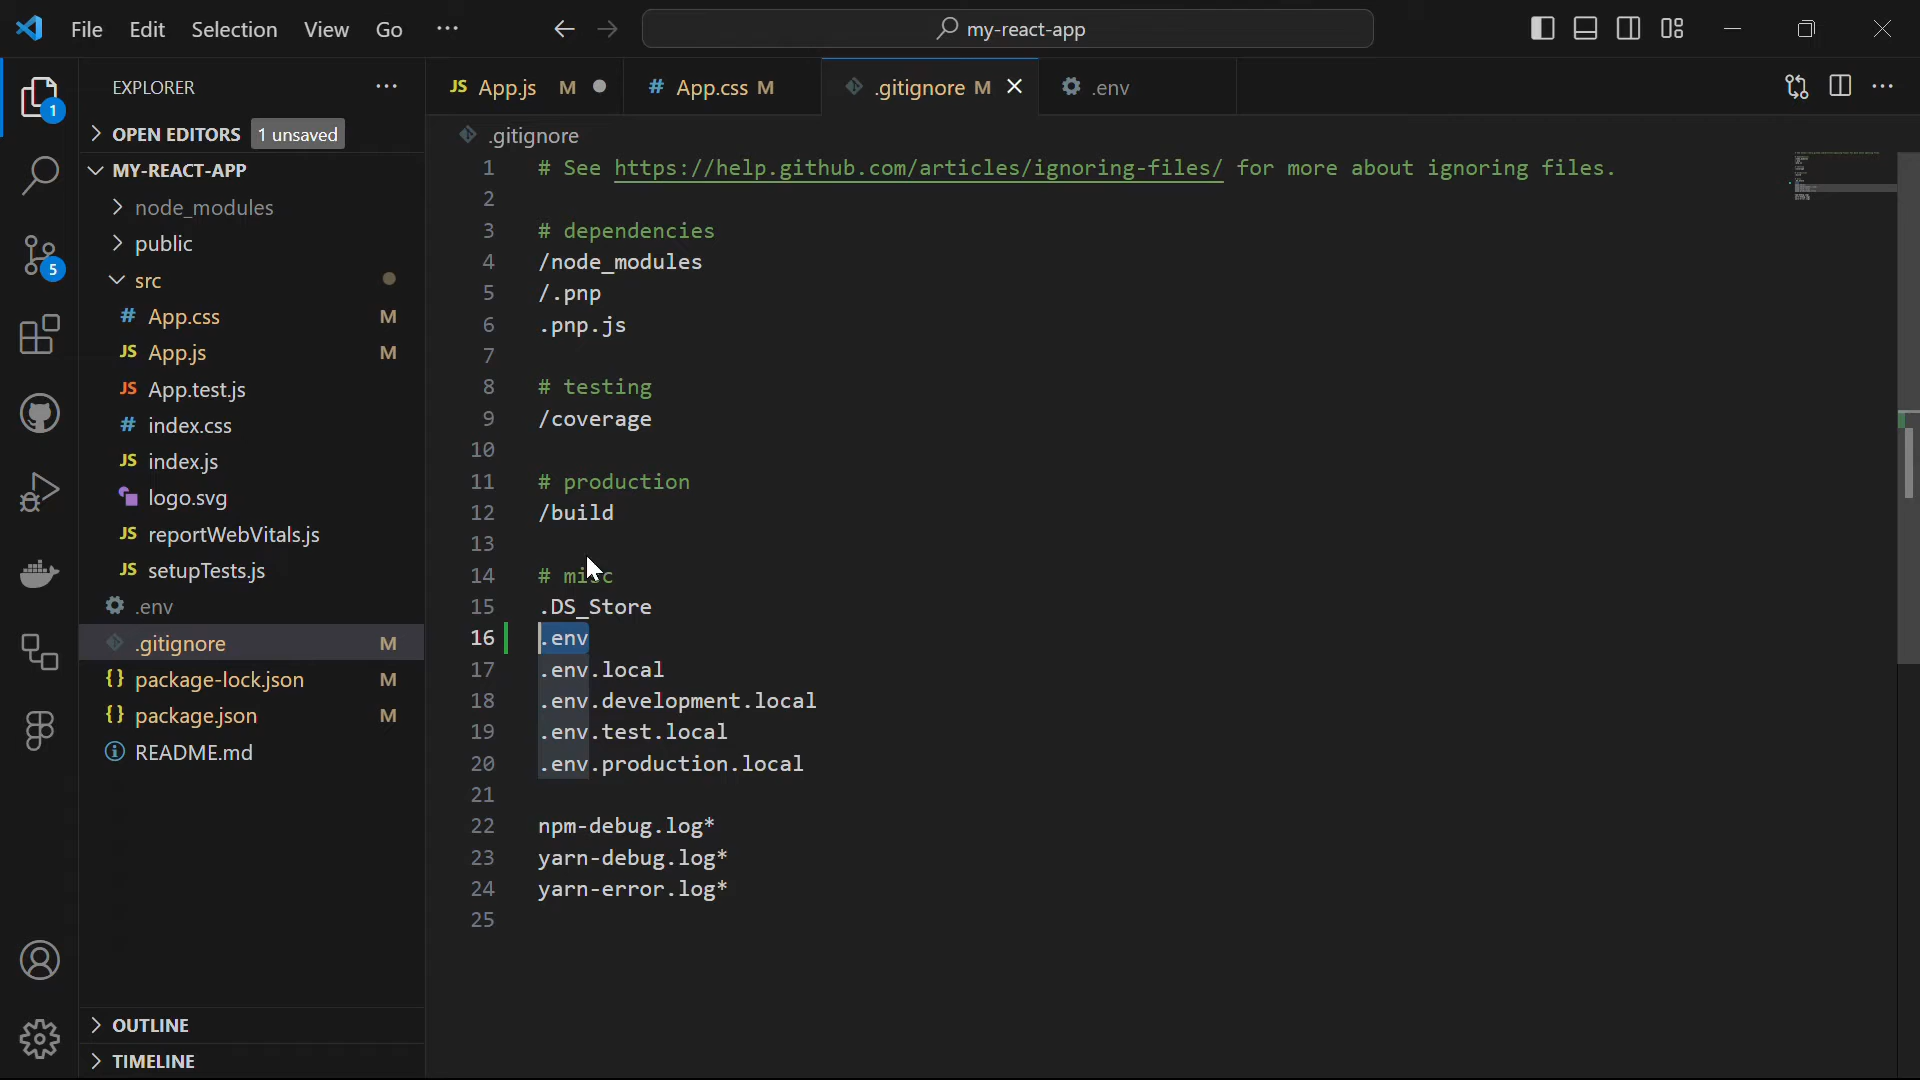 File Edit Selection View Go ···
my-react-app
EXPLORER ···
OPEN EDITORS 1 unsaved
MY-REACT-APP
node_modules
public
src
# App.css M
JS App.js M
JS App.test.js
# index.css
JS index.js
logo.svg
JS reportWebVitals.js
JS setupTests.js
.env
.gitignore M
{} package-lock.json M
{} package.json M
README.md
OUTLINE
TIMELINE
1
5
JS App.js M
# App.css M
.gitignore M
.env
.gitignore
1 # See https://help.github.com/articles/ignoring-files/ for more about ignoring files.
2
3 # dependencies
4 /node_modules
5 /.pnp
6 .pnp.js
7
8 # testing
9 /coverage
10
11 # production
12 /build
13
14 # misc
15 .DS_Store
16 .env
17 .env.local
18 .env.development.local
19 .env.test.local
20 .env.production.local
21
22 npm-debug.log*
23 yarn-debug.log*
24 yarn-error.log*
25